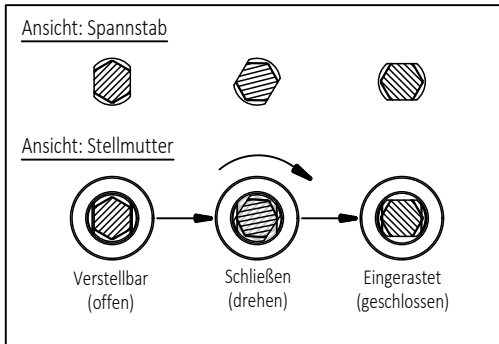 Ansicht: Spannstab
Ansicht: Stellmutter
Verstellbar
(offen)
Schließen
(drehen)
Eingerastet
(geschlossen)